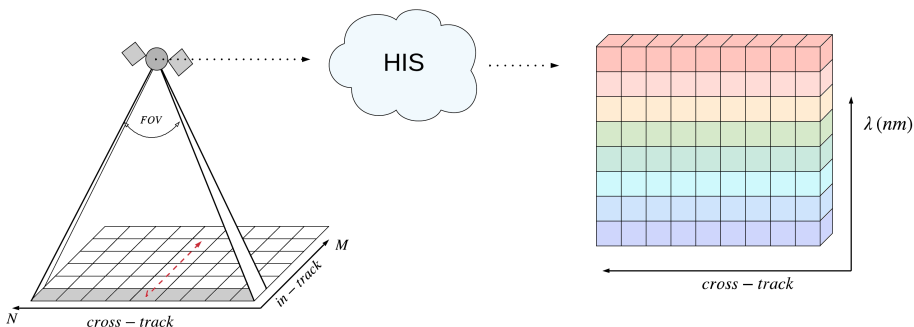 HIS
FOV
λ (nm)
M
in − track
N
cross − track
cross − track